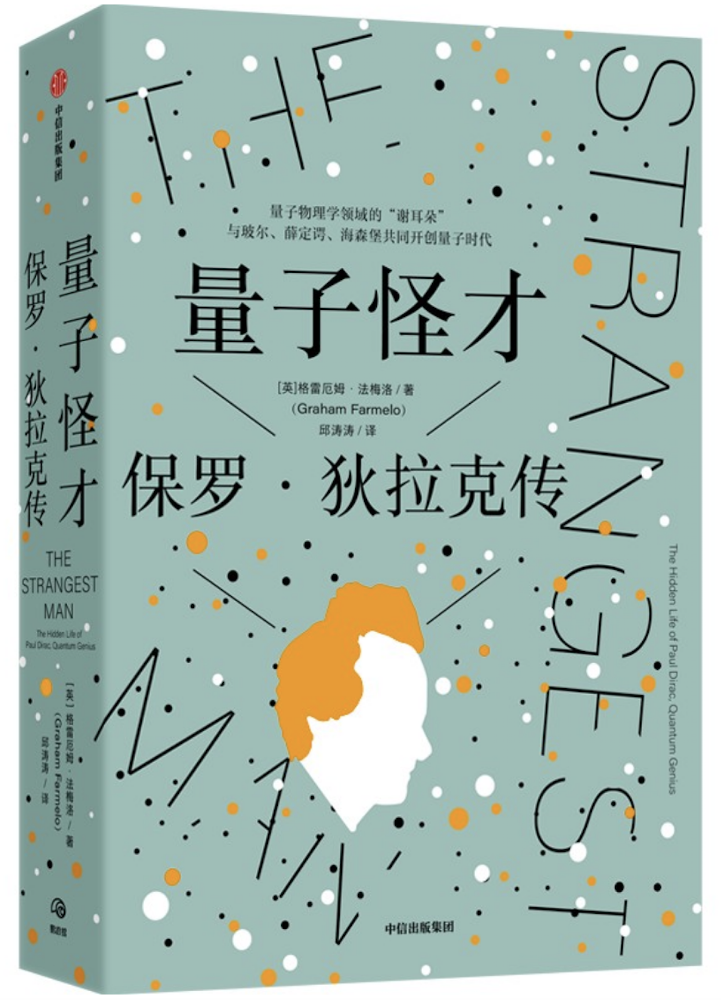 中信出版集团
量子怪才
保罗·狄拉克传
THE
STRANGEST
MAN
The Hidden Life of
Paul Dirac, Quantum Genius
[英] 格雷厄姆·法梅洛 / 著
(Graham Farmelo)
邱涛涛 / 译
THE
STRANGEST
MAN
量子物理学领域的“谢耳朵”
与玻尔、薛定谔、海森堡共同开创量子时代
量子怪才
[英]格雷厄姆·法梅洛 / 著
(Graham Farmelo)
邱涛涛 / 译
保罗·狄拉克传
The Hidden Life of Paul Dirac, Quantum Genius
中信出版集团